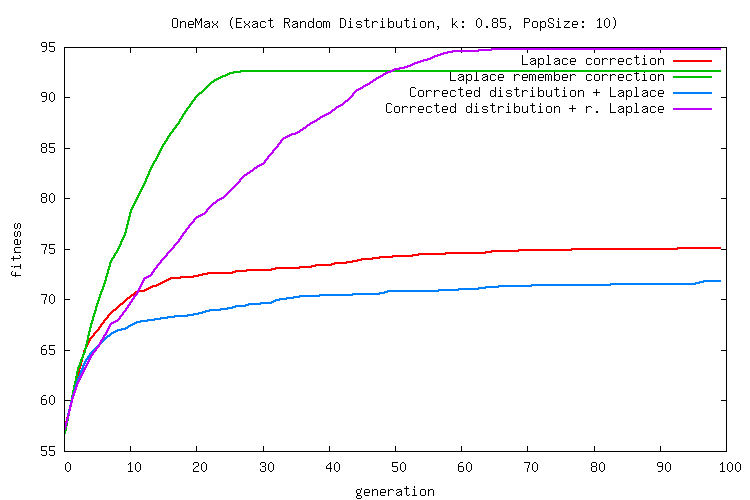 OneMax (Exact Random Distribution, k: 0.85, PopSize: 10)
95
90
85
80
75
70
65
60
55
fitness
Laplace correction
Laplace remember correction
Corrected distribution + Laplace
Corrected distribution + r. Laplace
0 10 20 30 40 50 60 70 80 90 100
generation